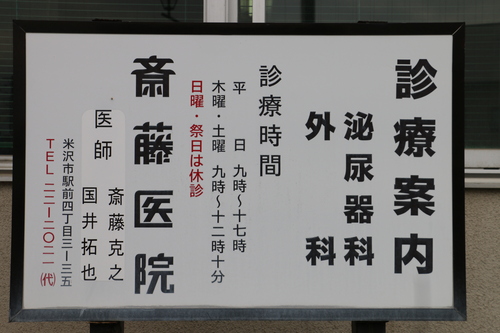 診療案内
泌尿器科
外科
診療時間
平日 九時〜十七時
木曜・土曜 九時〜十二時十分
日曜・祭日は休診
斎藤医院
医師 斎藤克之
国井拓也
米沢市駅前四丁目三ー三五
TEL 二二ー二〇二一㈹